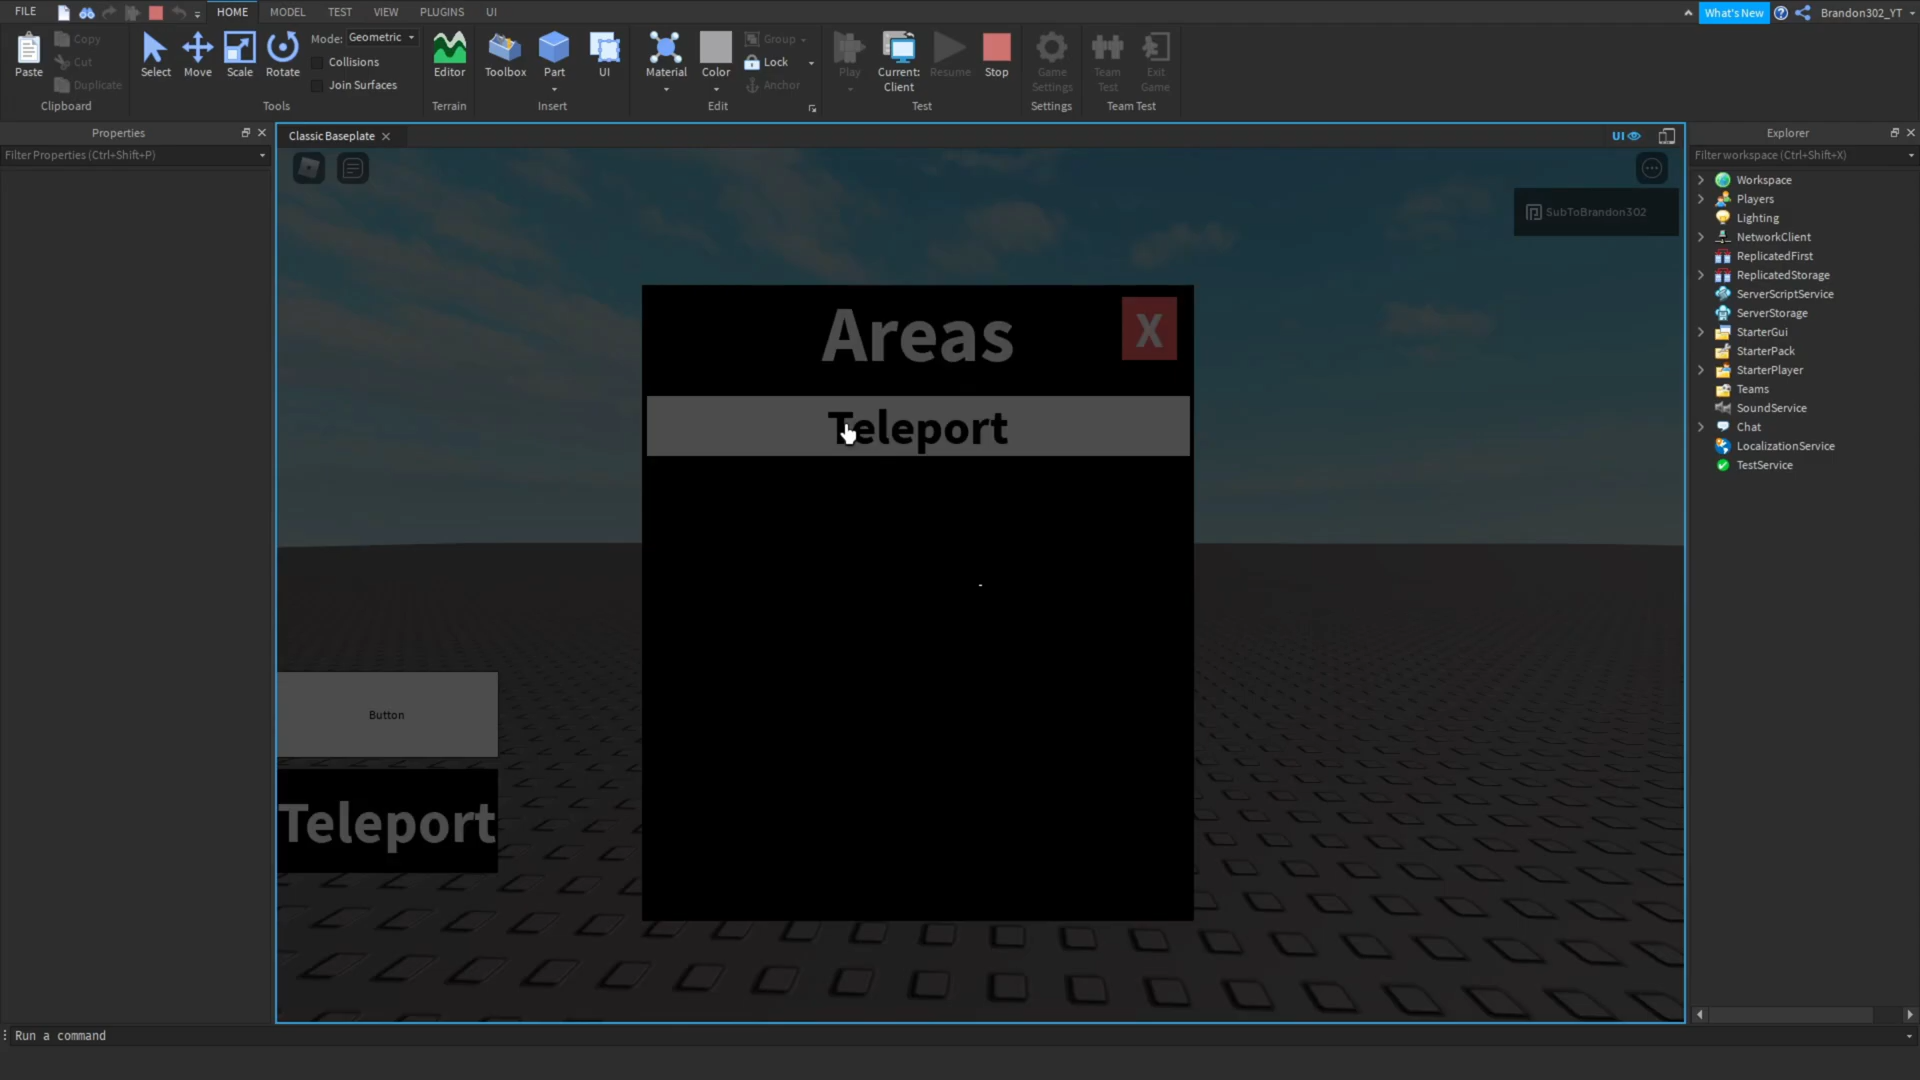 FILE HOME MODEL TEST VIEW PLUGINS UI What's New Brandon302_YT
Paste Copy Cut Duplicate Clipboard
Select Move Scale Rotate Mode: Geometric Collisions Join Surfaces Tools
Editor Terrain
Toolbox Part UI Insert
Material Color Group Lock Anchor Edit
Play Current: Client Resume Stop Test
Game Settings Settings
Team Test Exit Game Team Test
Properties
Filter Properties (Ctrl+Shift+P)
Classic Baseplate
UI
SubToBrandon302
Areas
X
Teleport
Button
Teleport
Explorer
Filter workspace (Ctrl+Shift+X)
Workspace
Players
Lighting
NetworkClient
ReplicatedFirst
ReplicatedStorage
ServerScriptService
ServerStorage
StarterGui
StarterPack
StarterPlayer
Teams
SoundService
Chat
LocalizationService
TestService
Run a command